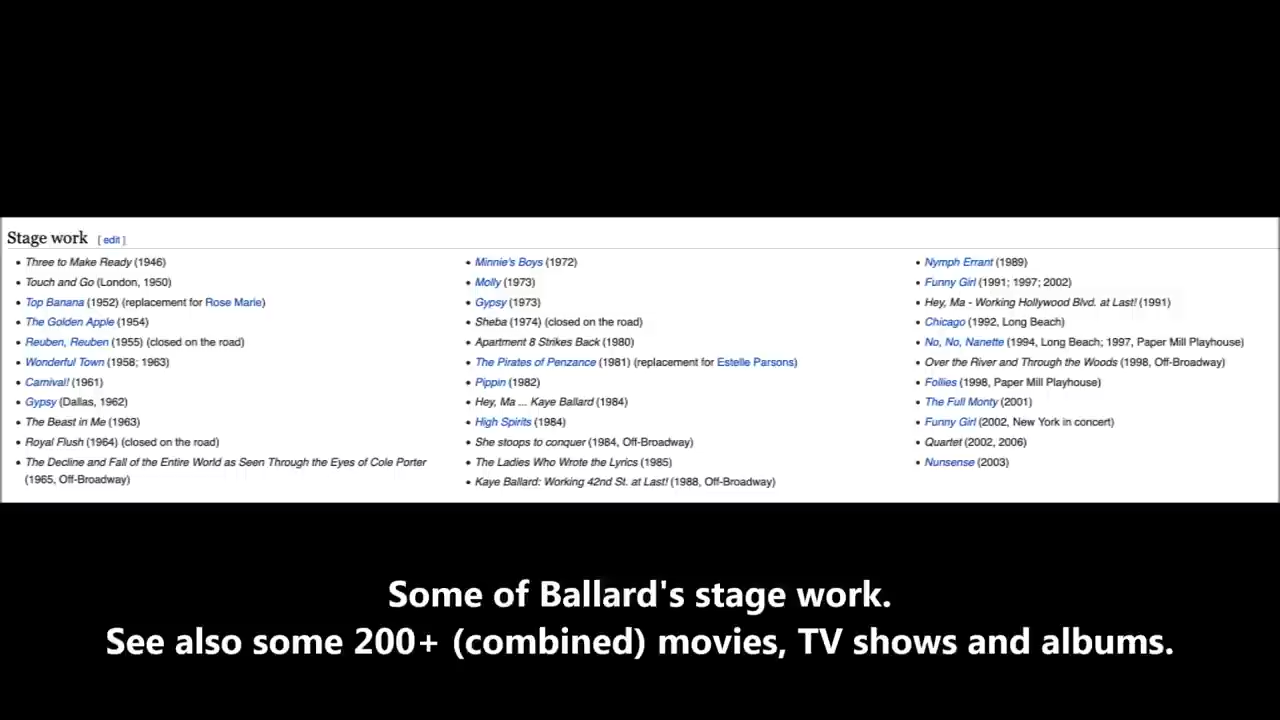 Stage work [ edit ]
• Three to Make Ready (1946)
• Touch and Go (London, 1950)
• Top Banana (1952) (replacement for Rose Marie)
• The Golden Apple (1954)
• Reuben, Reuben (1955) (closed on the road)
• Wonderful Town (1958; 1963)
• Carnival! (1961)
• Gypsy (Dallas, 1962)
• The Beast in Me (1963)
• Royal Flush (1964) (closed on the road)
• The Decline and Fall of the Entire World as Seen Through the Eyes of Cole Porter
(1965, Off-Broadway)
• Minnie's Boys (1972)
• Molly (1973)
• Gypsy (1973)
• Sheba (1974) (closed on the road)
• Apartment 8 Strikes Back (1980)
• The Pirates of Penzance (1981) (replacement for Estelle Parsons)
• Pippin (1982)
• Hey, Ma ... Kaye Ballard (1984)
• High Spirits (1984)
• She stoops to conquer (1984, Off-Broadway)
• The Ladies Who Wrote the Lyrics (1985)
• Kaye Ballard: Working 42nd St. at Last! (1988, Off-Broadway)
• Nymph Errant (1989)
• Funny Girl (1991; 1997; 2002)
• Hey, Ma - Working Hollywood Blvd. at Last! (1991)
• Chicago (1992, Long Beach)
• No, No, Nanette (1994, Long Beach; 1997, Paper Mill Playhouse)
• Over the River and Through the Woods (1998, Off-Broadway)
• Follies (1998, Paper Mill Playhouse)
• The Full Monty (2001)
• Funny Girl (2002, New York in concert)
• Quartet (2002, 2006)
• Nunsense (2003)
Some of Ballard's stage work.
See also some 200+ (combined) movies, TV shows and albums.